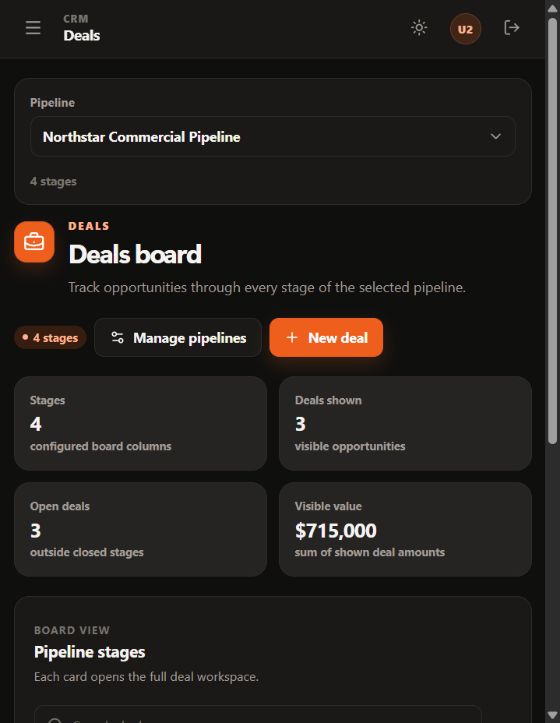 CRM
Deals
U2
Pipeline
Northstar Commercial Pipeline
4 stages
DEALS
Deals board
Track opportunities through every stage of the selected pipeline.
4 stages
Manage pipelines
New deal
Stages
4
configured board columns
Deals shown
3
visible opportunities
Open deals
3
outside closed stages
Visible value
$715,000
sum of shown deal amounts
BOARD VIEW
Pipeline stages
Each card opens the full deal workspace.